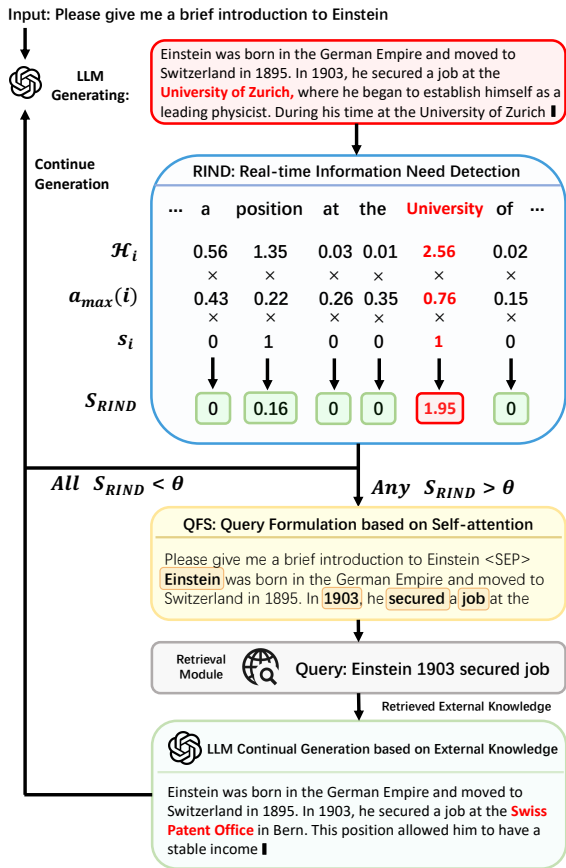 Input: Please give me a brief introduction to Einstein
LLM
Generating:
Einstein was born in the German Empire and moved to
Switzerland in 1895. In 1903, he secured a job at the
University of Zurich, where he began to establish himself as a
leading physicist. During his time at the University of Zurich
Continue
Generation
RIND: Real-time Information Need Detection
... a position at the University of ...
ℋᵢ 0.56 1.35 0.03 0.01 2.56 0.02
× × × × × ×
a_max(i) 0.43 0.22 0.26 0.35 0.76 0.15
× × × × × ×
sᵢ 0 1 0 0 1 0
S_RIND 0 0.16 0 0 1.95 0
All S_RIND < θ
Any S_RIND > θ
QFS: Query Formulation based on Self-attention
Please give me a brief introduction to Einstein <SEP>
Einstein was born in the German Empire and moved to
Switzerland in 1895. In 1903, he secured a job at the
Retrieval
Module
Query: Einstein 1903 secured job
Retrieved External Knowledge
LLM Continual Generation based on External Knowledge
Einstein was born in the German Empire and moved to
Switzerland in 1895. In 1903, he secured a job at the Swiss
Patent Office in Bern. This position allowed him to have a
stable income